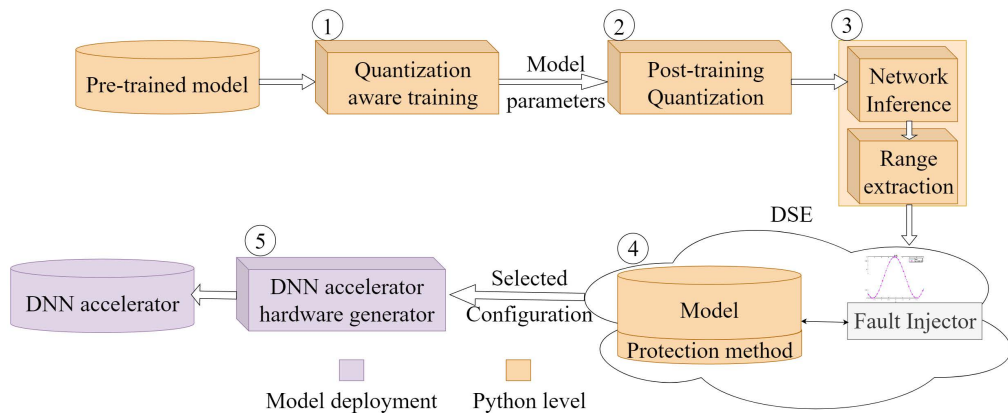 1
2
3
Pre-trained model
Quantization
aware training
Model
parameters
Post-training
Quantization
Network
Inference
Range
extraction
DSE
5
4
DNN accelerator
DNN accelerator
hardware generator
Selected
Configuration
Model
Protection method
Fault Injector
Model deployment
Python level